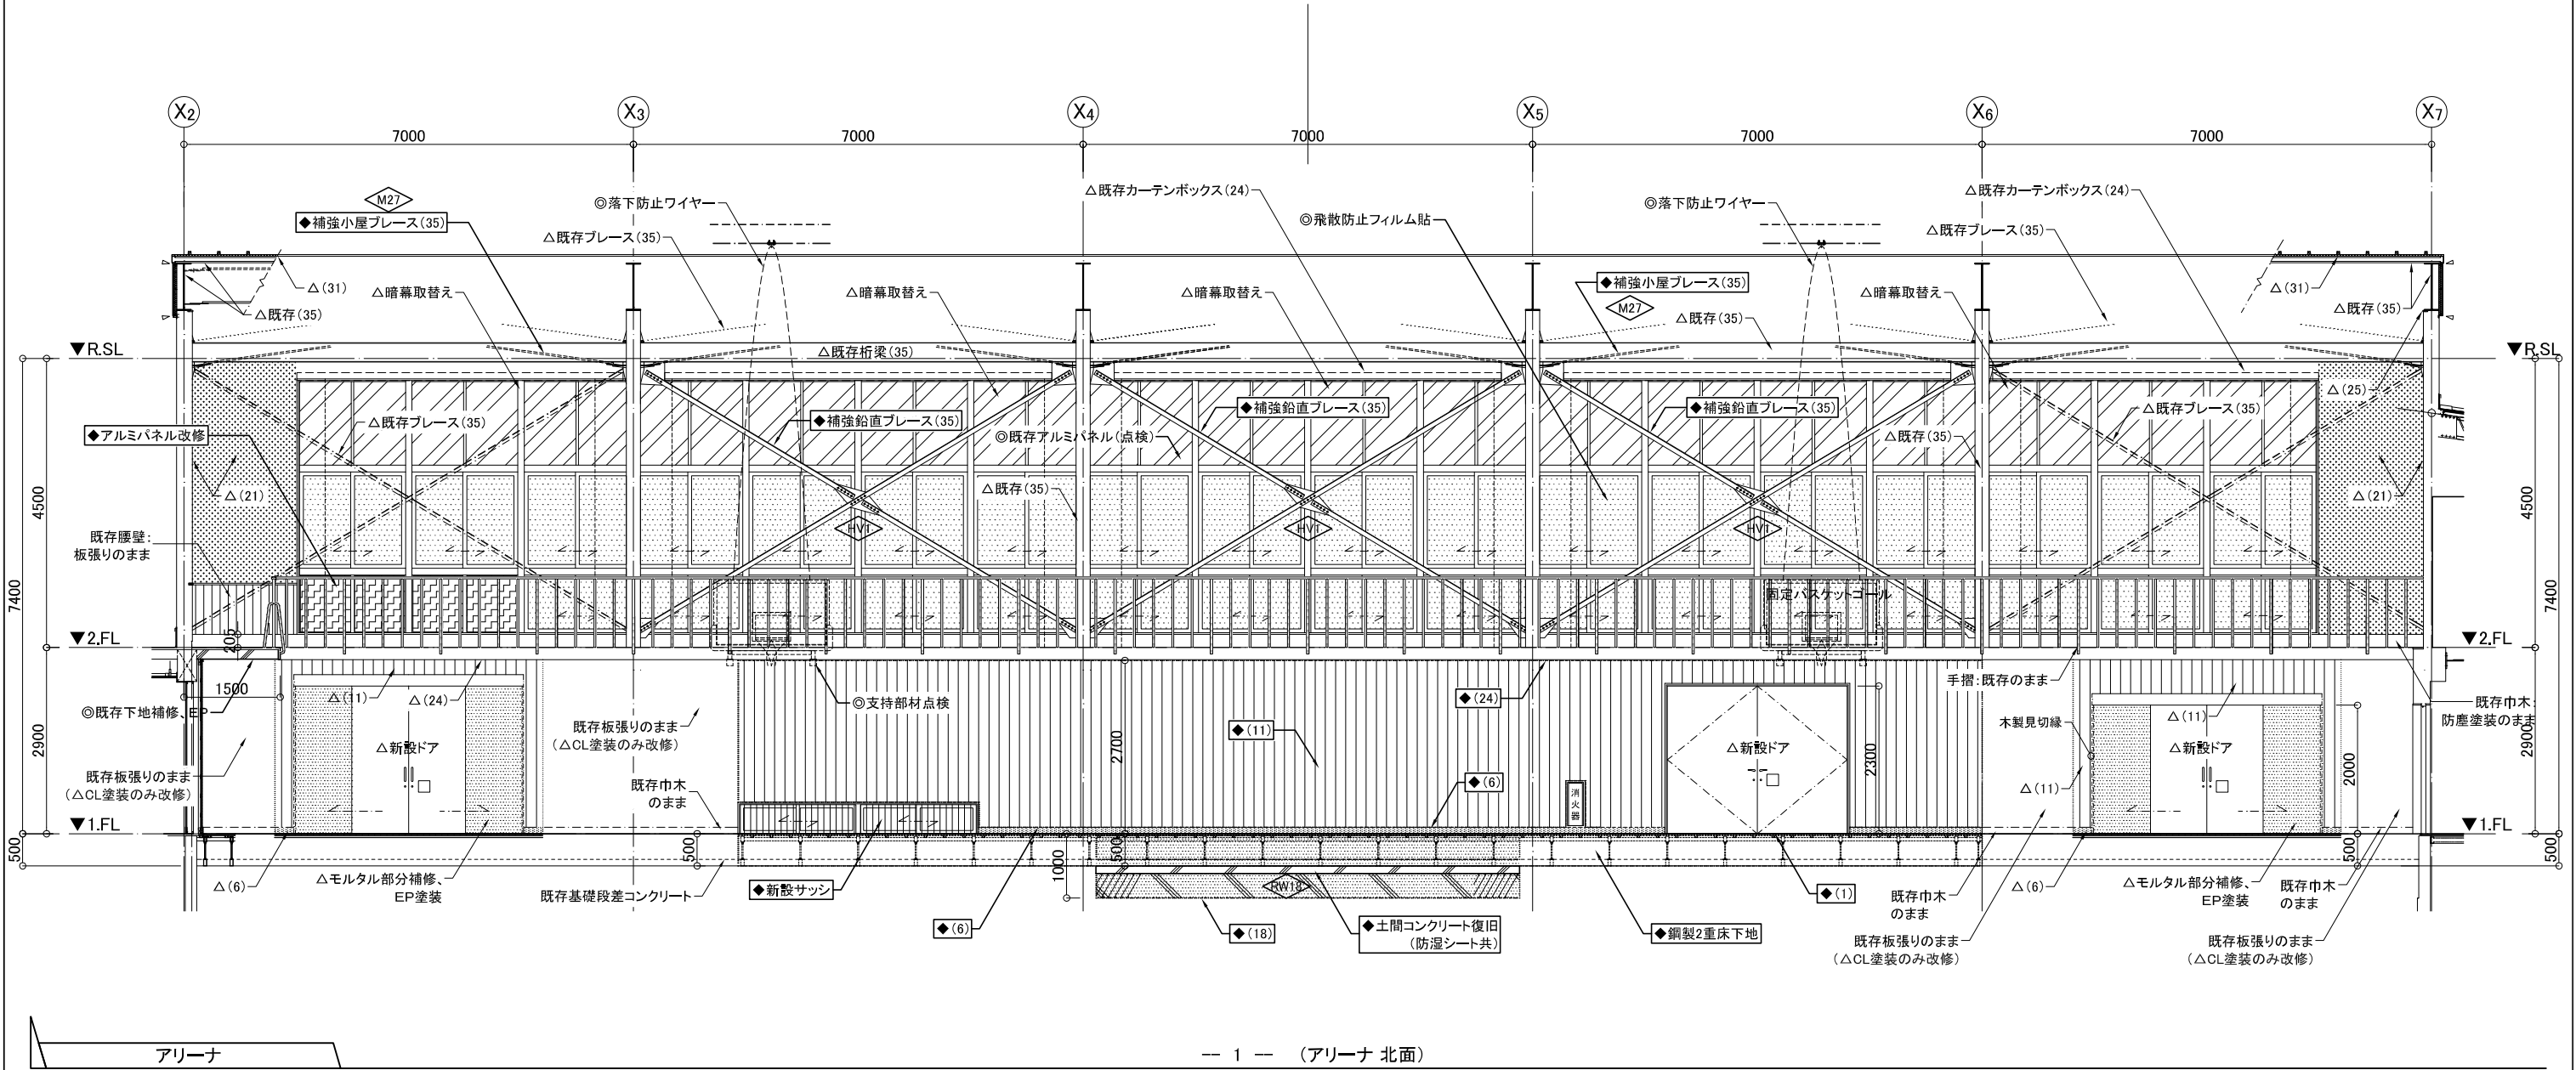 X2 X3 X4 X5 X6 X7
7000 7000 7000 7000 7000
M27
◆補強小屋ブレース(35)
◎落下防止ワイヤー
△既存ブレース(35)
△既存カーテンボックス(24)
◎飛散防止フィルム貼
◎落下防止ワイヤー
△既存カーテンボックス(24)
△既存ブレース(35)
△(31)
△既存(35)
△暗幕取替え
△暗幕取替え
△暗幕取替え
◆補強小屋ブレース(35)
M27
△既存(35)
△暗幕取替え
△(31)
△既存(35)
▼R.SL
△既存桁梁(35)
▼R.SL
△(25)
◆アルミパネル改修
△既存ブレース(35)
◆補強鉛直ブレース(35)
◎既存アルミパネル(点検)
◆補強鉛直ブレース(35)
◆補強鉛直ブレース(35)
△既存(35)
△既存ブレース(35)
△(21)
△既存(35)
△(21)
HV1
HV1
HV1
4500
4500
7400
7400
既存腰壁:
板張りのまま
固定バスケットゴール
205
▼2.FL
▼2.FL
1500
◎既存下地補修、EP
△(11)
△(24)
◎支持部材点検
◆(24)
手摺:既存のまま
既存巾木:
防塵塗装のまま
既存板張りのまま
(△CL塗装のみ改修)
2700
◆(11)
木製見切縁
△(11)
△新設ドア
△新設ドア
△新設ドア
2300
2000
2900
2900
既存板張りのまま
(△CL塗装のみ改修)
既存巾木
のまま
◆(6)
消火器
△(11)
▼1.FL
▼1.FL
500
500
500
1000
500
500
△(6)
△モルタル部分補修、
EP塗装
既存基礎段差コンクリート
◆新設サッシ
RW18
◆(1)
既存巾木
のまま
△(6)
△モルタル部分補修、
EP塗装
既存巾木
のまま
◆(6)
◆(18)
◆土間コンクリート復旧
(防湿シート共)
◆鋼製2重床下地
既存板張りのまま
(△CL塗装のみ改修)
既存板張りのまま
(△CL塗装のみ改修)
アリーナ
-- 1 -- (アリーナ 北面)